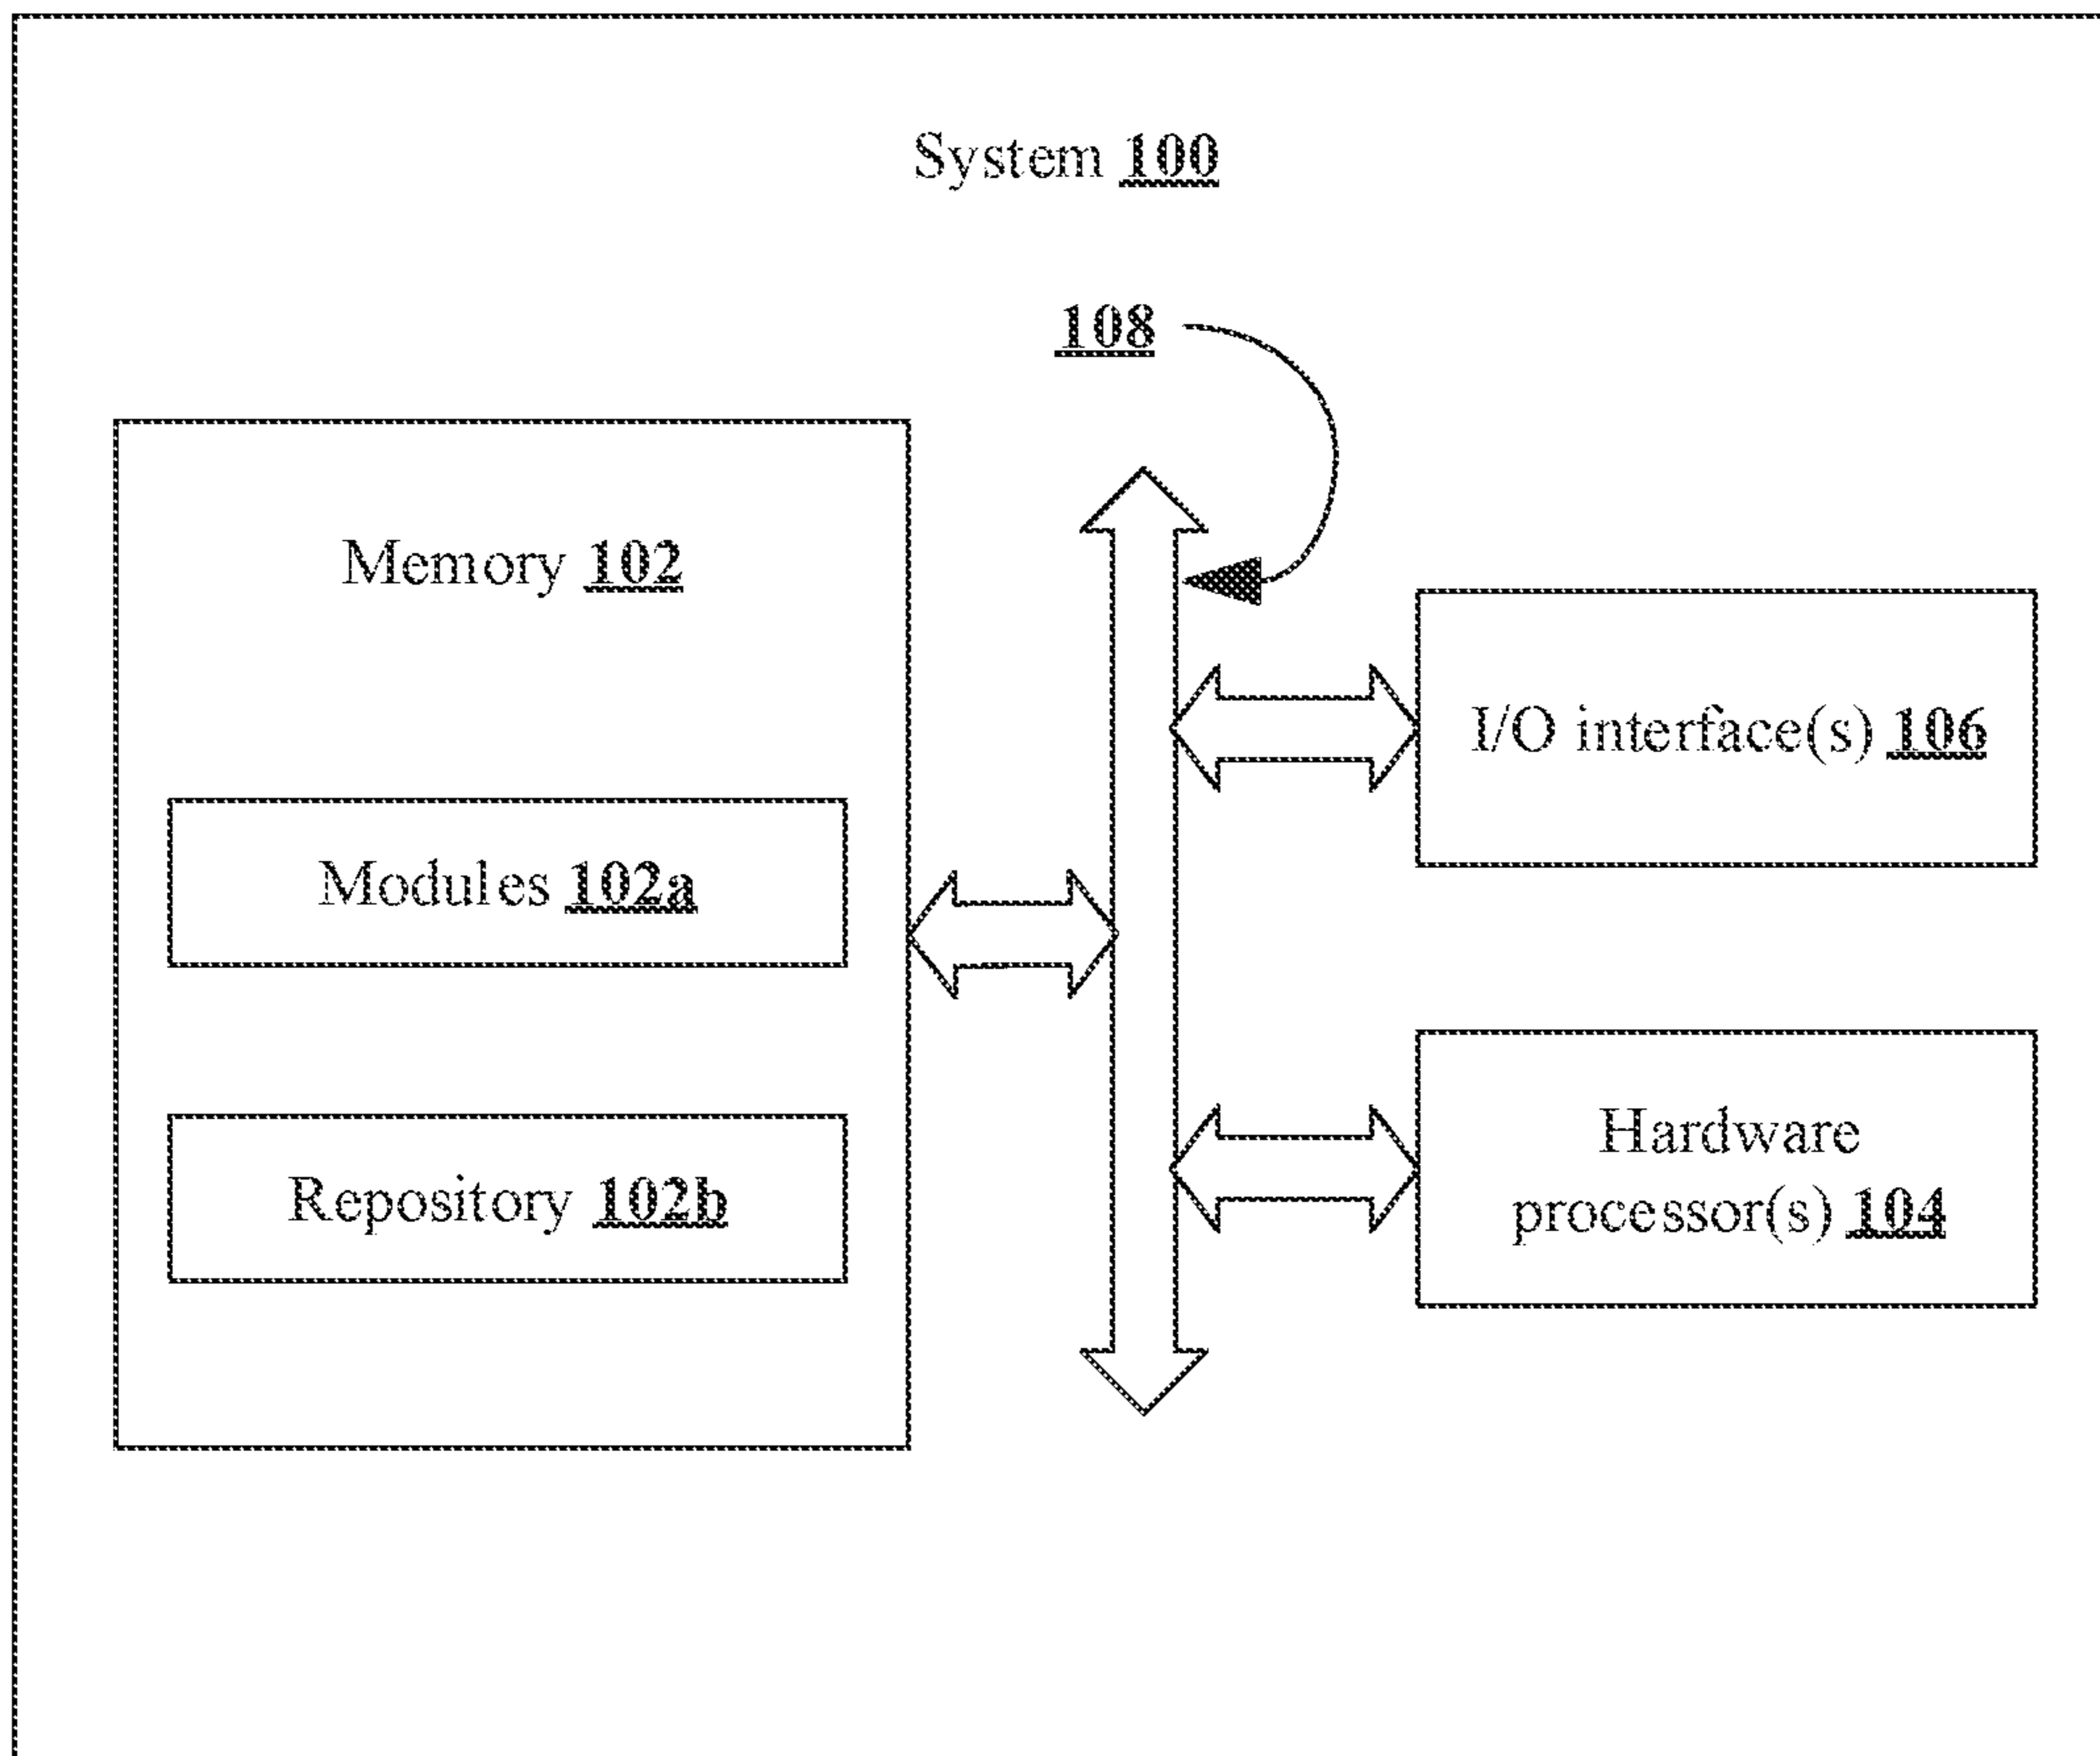 System 100
108
Memory 102
Modules 102a
Repository 102b
I/O interface(s) 106
Hardware
processor(s) 104